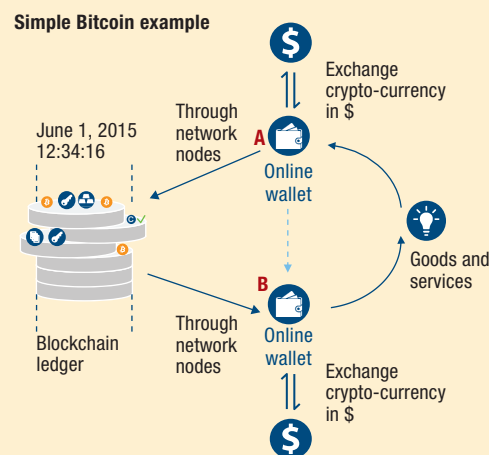 Simple Bitcoin example
$
Exchange
crypto-currency
in $
Through
network
nodes
June 1, 2015
12:34:16
A
Online
wallet
Goods and
services
B
Online
wallet
Through
network
nodes
Blockchain
ledger
Exchange
crypto-currency
in $
$